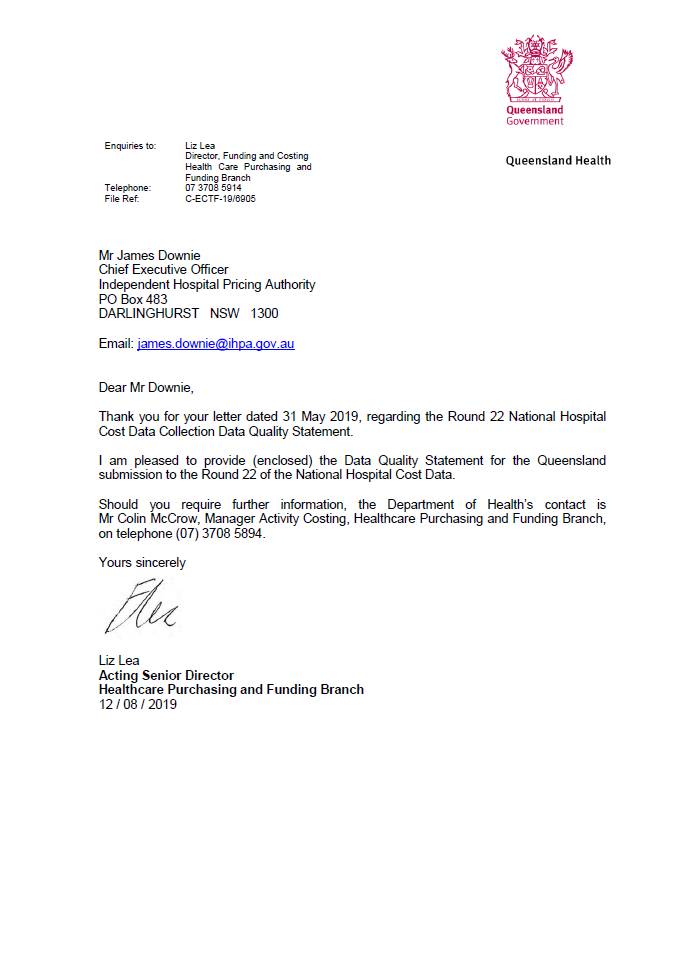 Queensland
Government
Enquiries to: Liz Lea
Director, Funding and Costing
Health Care Purchasing and
Funding Branch
Telephone: 07 3708 5914
File Ref: C-ECTF-19/6905
Queensland Health
Mr James Downie
Chief Executive Officer
Independent Hospital Pricing Authority
PO Box 483
DARLINGHURST NSW 1300
Email: james.downie@ihpa.gov.au
Dear Mr Downie,
Thank you for your letter dated 31 May 2019, regarding the Round 22 National Hospital
Cost Data Collection Data Quality Statement.
I am pleased to provide (enclosed) the Data Quality Statement for the Queensland
submission to the Round 22 of the National Hospital Cost Data.
Should you require further information, the Department of Health's contact is
Mr Colin McCrow, Manager Activity Costing, Healthcare Purchasing and Funding Branch,
on telephone (07) 3708 5894.
Yours sincerely
Liz Lea
Acting Senior Director
Healthcare Purchasing and Funding Branch
12 / 08 / 2019